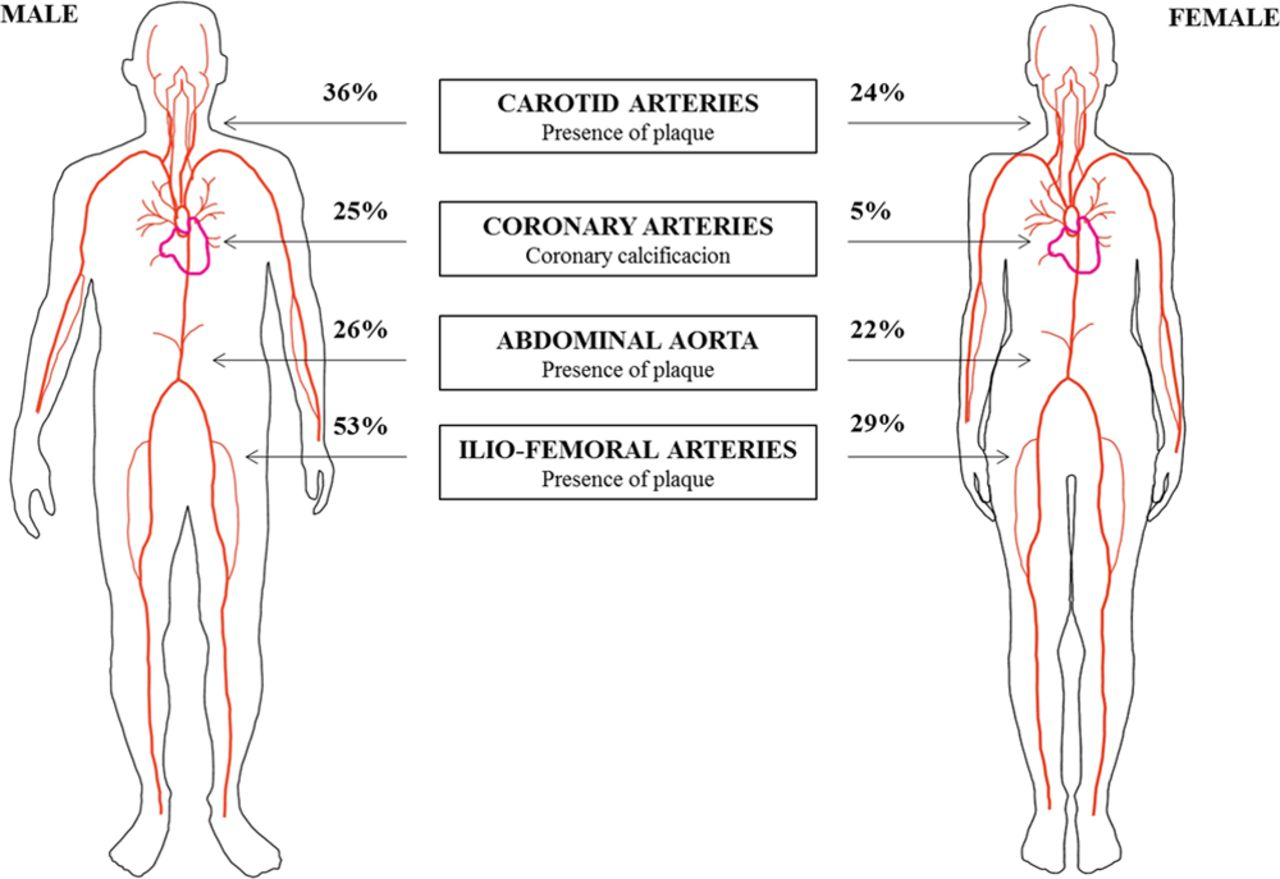 MALE
FEMALE
36%
CAROTID ARTERIES
Presence of plaque
24%
25%
CORONARY ARTERIES
Coronary calcificacion
5%
26%
ABDOMINAL AORTA
Presence of plaque
22%
53%
ILIO-FEMORAL ARTERIES
Presence of plaque
29%